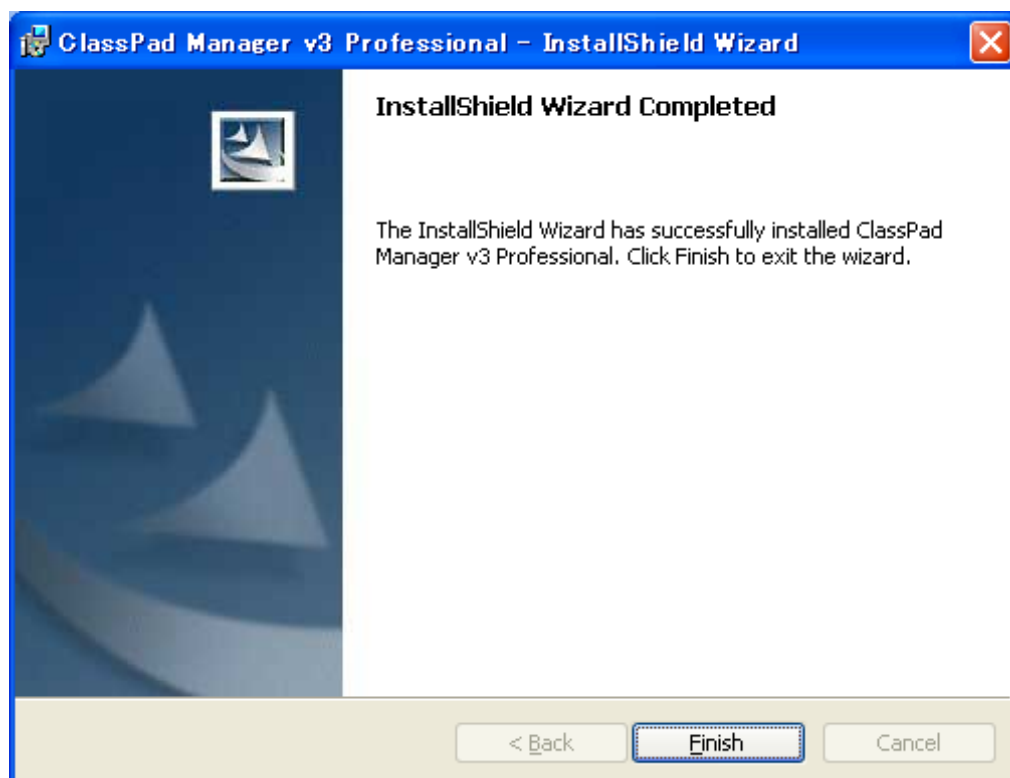 ClassPad Manager v3 Professional - InstallShield Wizard
InstallShield Wizard Completed
The InstallShield Wizard has successfully installed ClassPad
Manager v3 Professional. Click Finish to exit the wizard.
< Back
Finish
Cancel